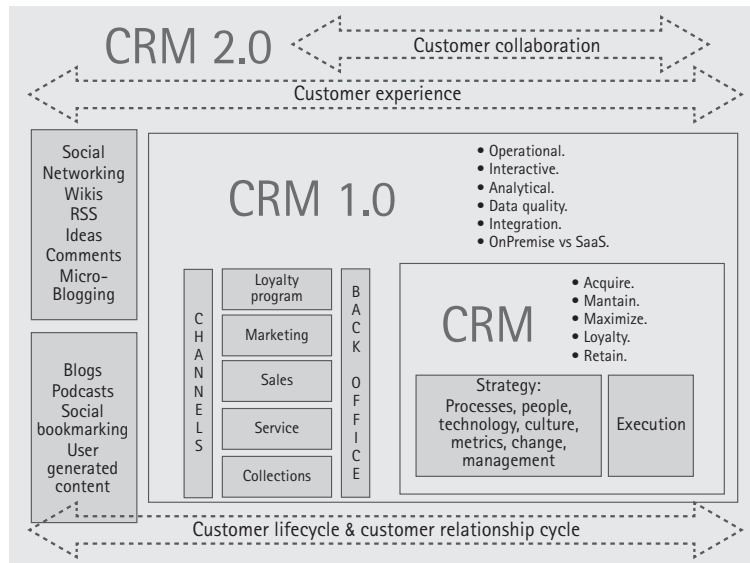 CRM 2.0
Customer collaboration
Customer experience
Social
Networking
Wikis
RSS
Ideas
Comments
Micro-
Blogging
Blogs
Podcasts
Social
bookmarking
User
generated
content
CRM 1.0
• Operational.
• Interactive.
• Analytical.
• Data quality.
• Integration.
• OnPremise vs SaaS.
CHANNELS
Loyalty
program
Marketing
Sales
Service
Collections
BACK OFFICE
CRM
• Acquire.
• Mantain.
• Maximize.
• Loyalty.
• Retain.
Strategy:
Processes, people,
technology, culture,
metrics, change,
management
Execution
Customer lifecycle & customer relationship cycle